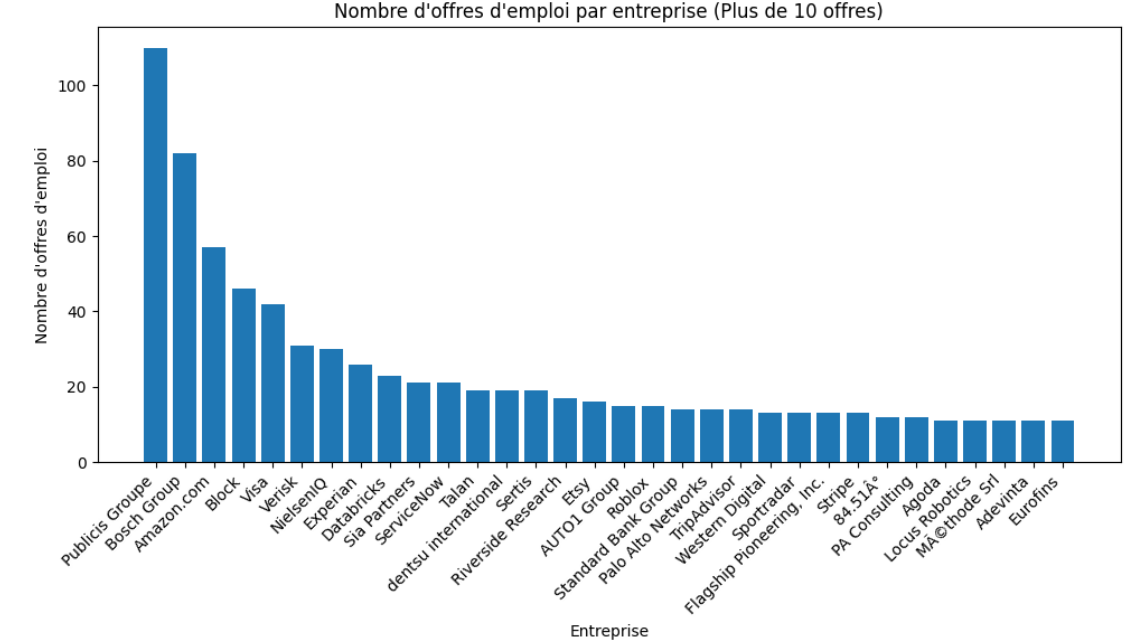 Nombre d'offres d'emploi par entreprise (Plus de 10 offres)
Nombre d'offres d'emploi
100
80
60
40
20
0
Publicis Groupe
Bosch Group
Amazon.com
Block
Visa
Verisk
NielsenIQ
Experian
Databricks
Sia Partners
ServiceNow
Talan
dentsu international
Sertis
Riverside Research
Etsy
AUTO1 Group
Roblox
Standard Bank Group
Palo Alto Networks
TripAdvisor
Western Digital
Sportradar
Flagship Pioneering, Inc.
Stripe
84.51Â°
PA Consulting
Agoda
Locus Robotics
MÃ©thode Srl
Adevinta
Eurofins
Entreprise